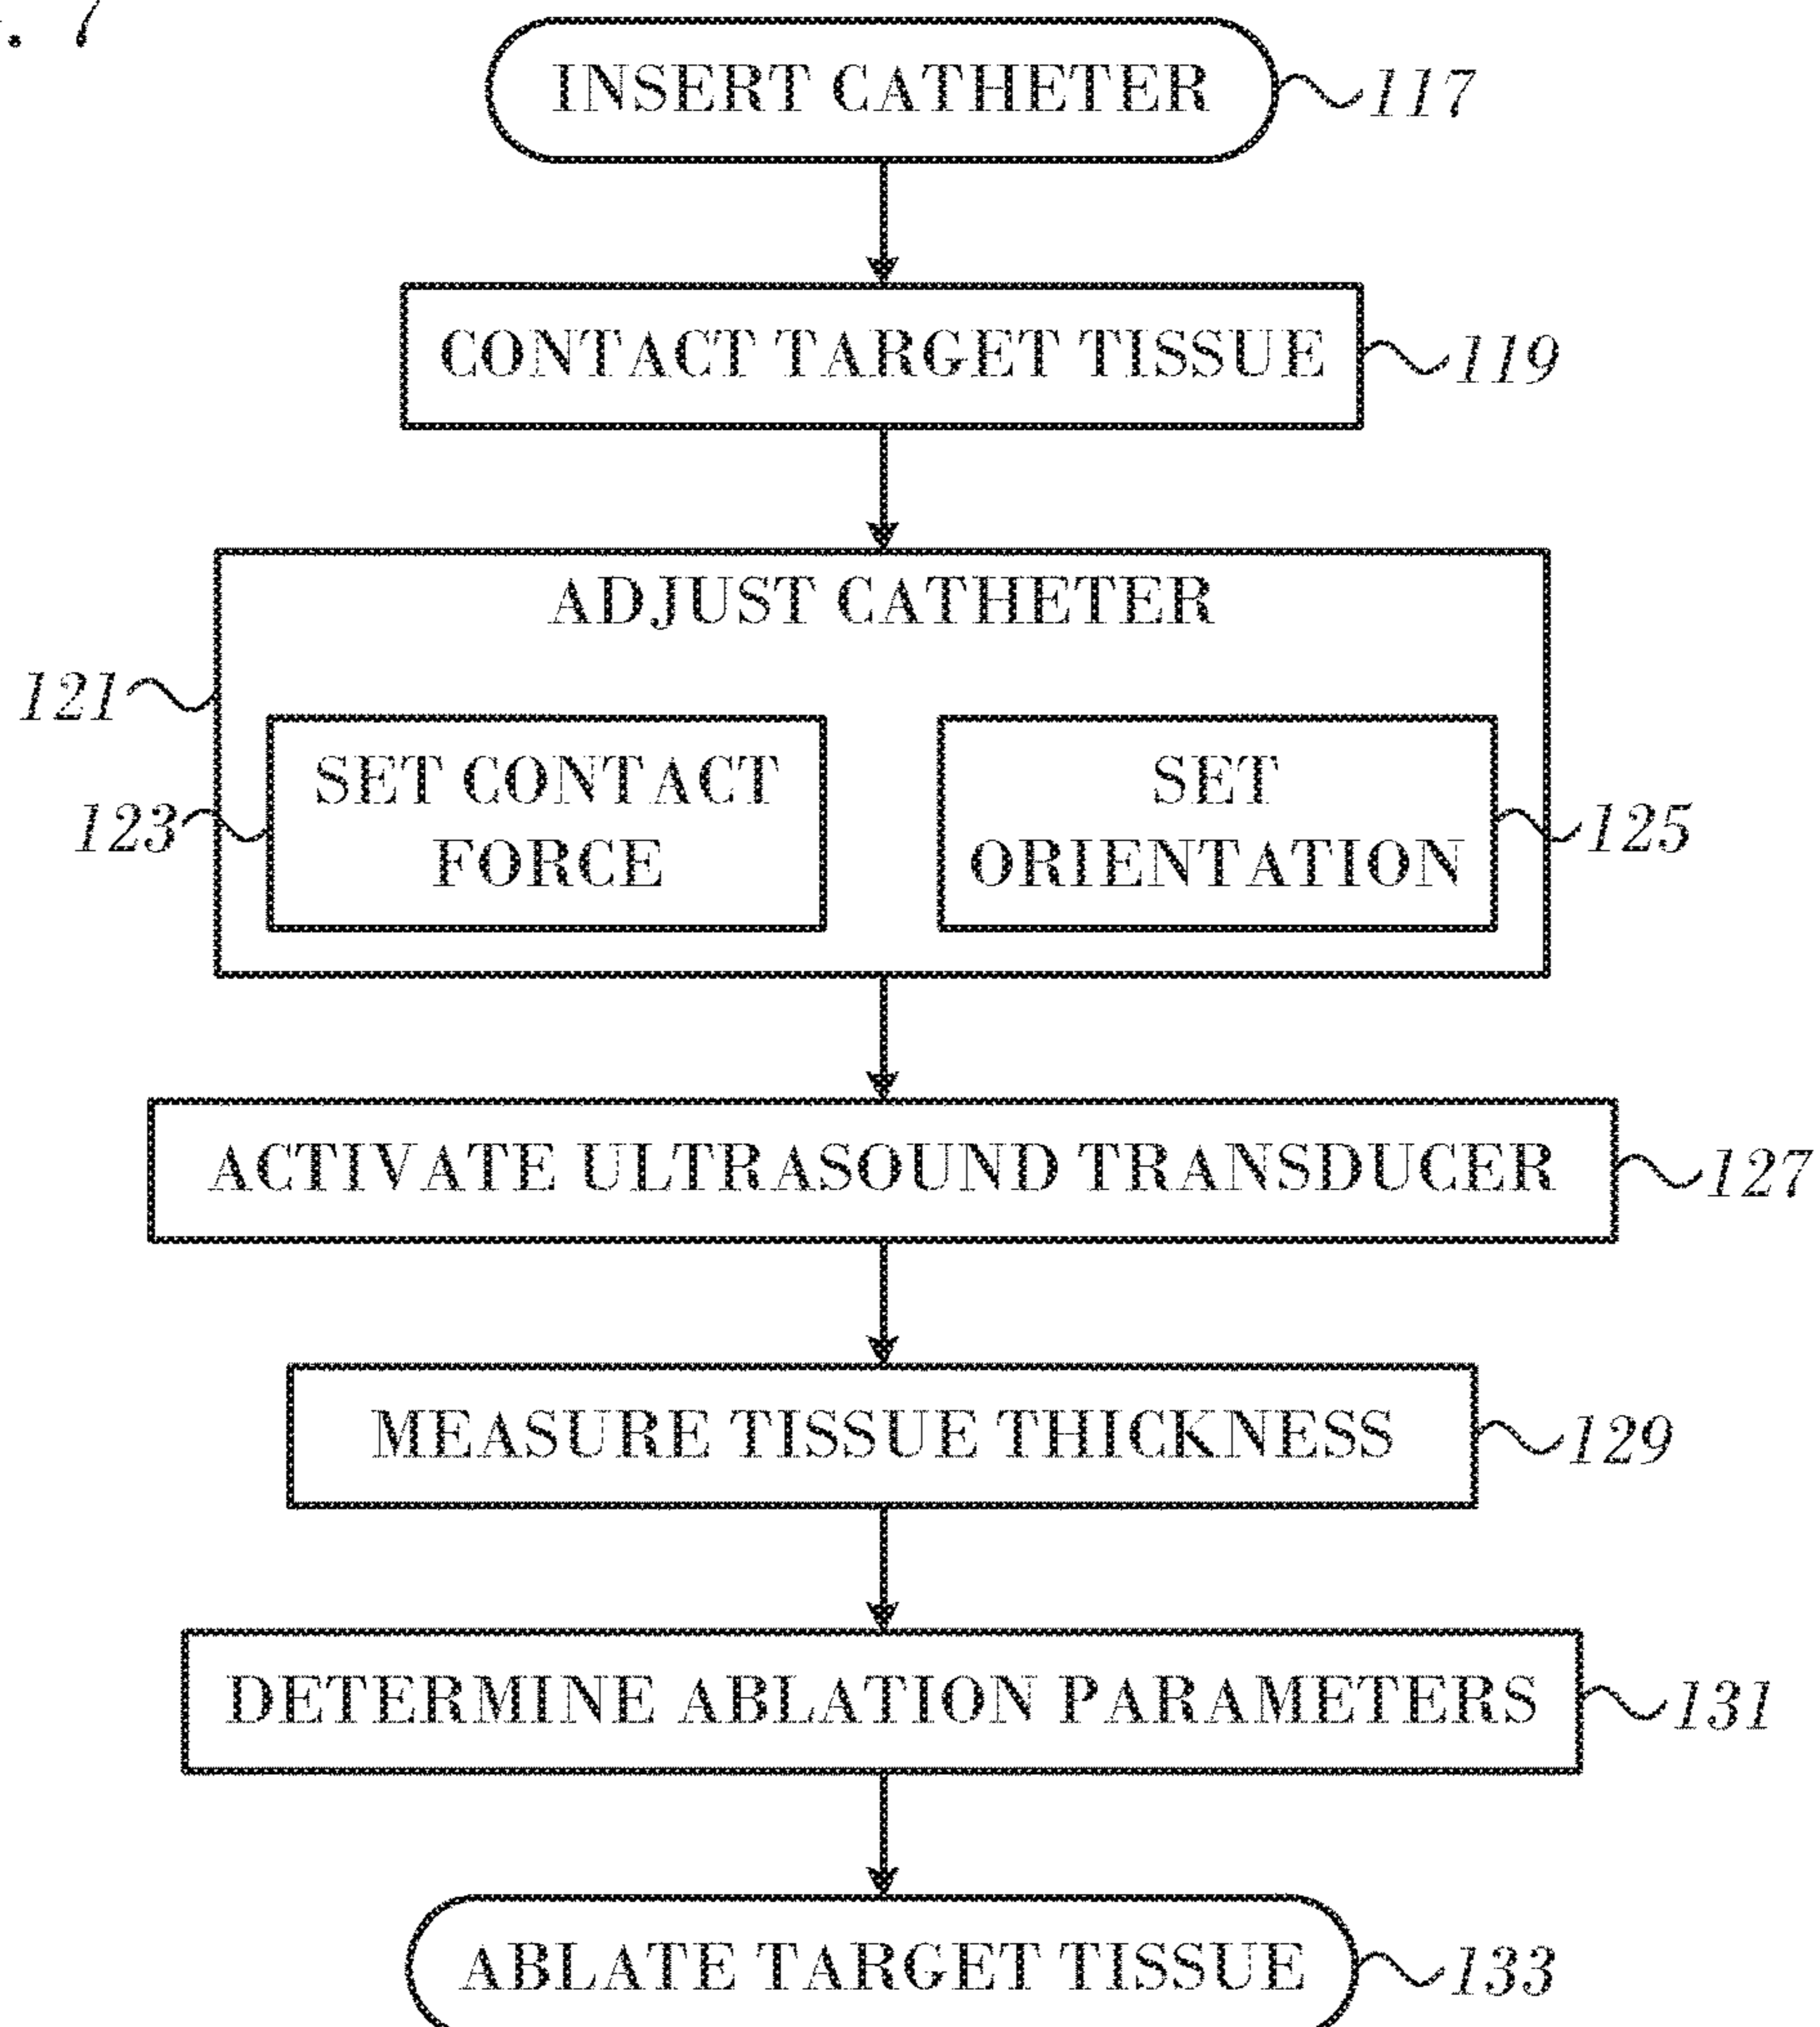 . 7
INSERT CATHETER
117
CONTACT TARGET TISSUE
119
ADJUST CATHETER
121
SET CONTACT
FORCE
123
SET
ORIENTATION
125
ACTIVATE ULTRASOUND TRANSDUCER
127
MEASURE TISSUE THICKNESS
129
DETERMINE ABLATION PARAMETERS
131
ABLATE TARGET TISSUE
133